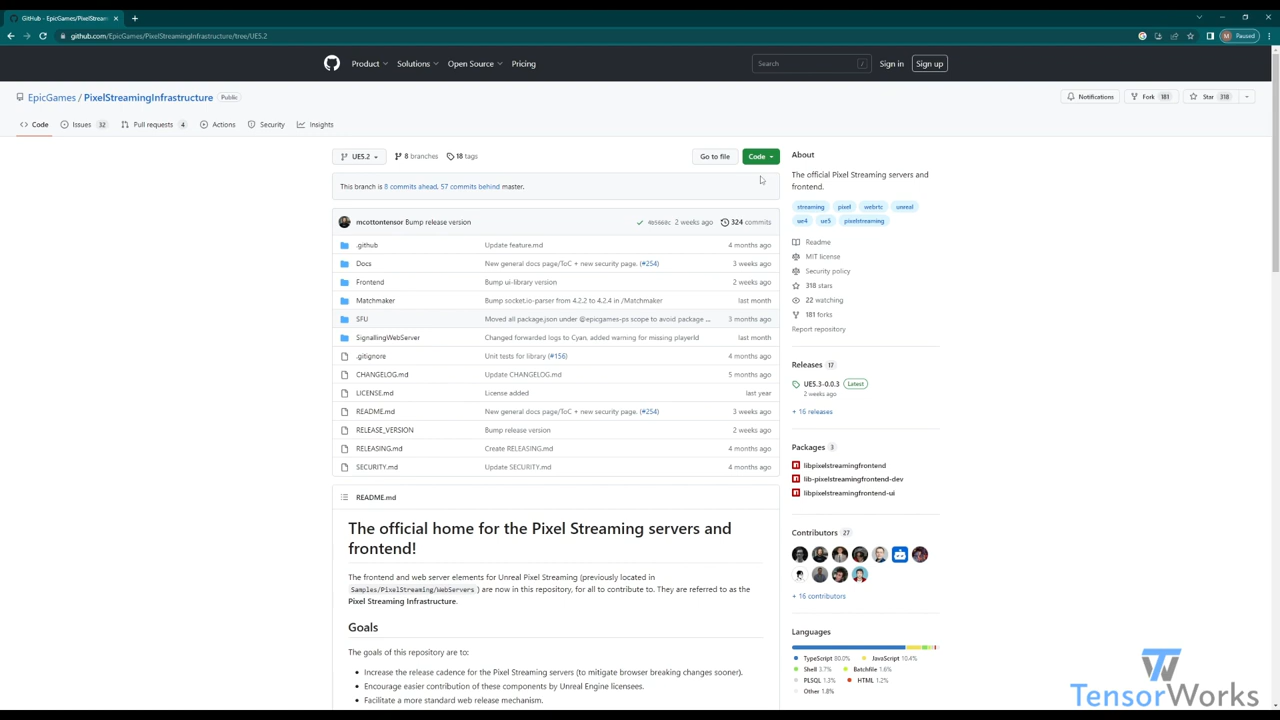 GitHub - EpicGames/PixelStream
github.com/EpicGames/PixelStreamingInfrastructure/tree/UE5.2
M Paused
Product Solutions Open Source Pricing
Search /
Sign in Sign up
EpicGames / PixelStreamingInfrastructure Public
Notifications Fork 181 Star 318
Code Issues 32 Pull requests 4 Actions Security Insights
UE5.2 8 branches 18 tags
Go to file Code
This branch is 8 commits ahead, 57 commits behind master.
mcottontensor Bump release version 2 weeks ago 324 commits
.github Update feature.md 4 months ago
Docs New general docs page/ToC + new security page. (#254) 3 weeks ago
Frontend Bump ui-library version 2 weeks ago
Matchmaker Bump socket.io-parser from 4.2.2 to 4.2.4 in /Matchmaker last month
SFU Moved all package.json under @epicgames-ps scope to avoid package ... 3 months ago
SignallingWebServer Changed forwarded logs to Cyan. added warning for missing playerId last month
.gitignore Unit tests for library (#156) 4 months ago
CHANGELOG.md Update CHANGELOG.md 5 months ago
LICENSE.md License added last year
README.md New general docs page/ToC + new security page. (#254) 3 weeks ago
RELEASE_VERSION Bump release version 2 weeks ago
RELEASING.md Create RELEASING.md 4 months ago
SECURITY.md Update SECURITY.md 4 months ago
README.md
The official home for the Pixel Streaming servers and
frontend!
The frontend and web server elements for Unreal Pixel Streaming (previously located in
Samples/PixelStreaming/WebServers ) are now in this repository, for all to contribute to. They are referred to as the
Pixel Streaming Infrastructure.
Goals
The goals of this repository are to:
Increase the release cadence for the Pixel Streaming servers (to mitigate browser breaking changes sooner).
Encourage easier contribution of these components by Unreal Engine licensees.
Facilitate a more standard web release mechanism.
About
The official Pixel Streaming servers and
frontend.
streaming pixel webrtc unreal
ue4 ue5 pixelstreaming
Readme
MIT license
Security policy
318 stars
22 watching
181 forks
Report repository
Releases 17
UE5.3-0.0.3 Latest
2 weeks ago
+ 16 releases
Packages 3
libpixelstreamingfrontend
lib-pixelstreamingfrontend-dev
libpixelstreamingfrontend-ui
Contributors 27
+ 16 contributors
Languages
TypeScript 80.0% JavaScript 10.4%
Shell 3.7% Batchfile 1.6%
PLSQL 1.3% HTML 1.2%
Other 1.8%
TensorWorks